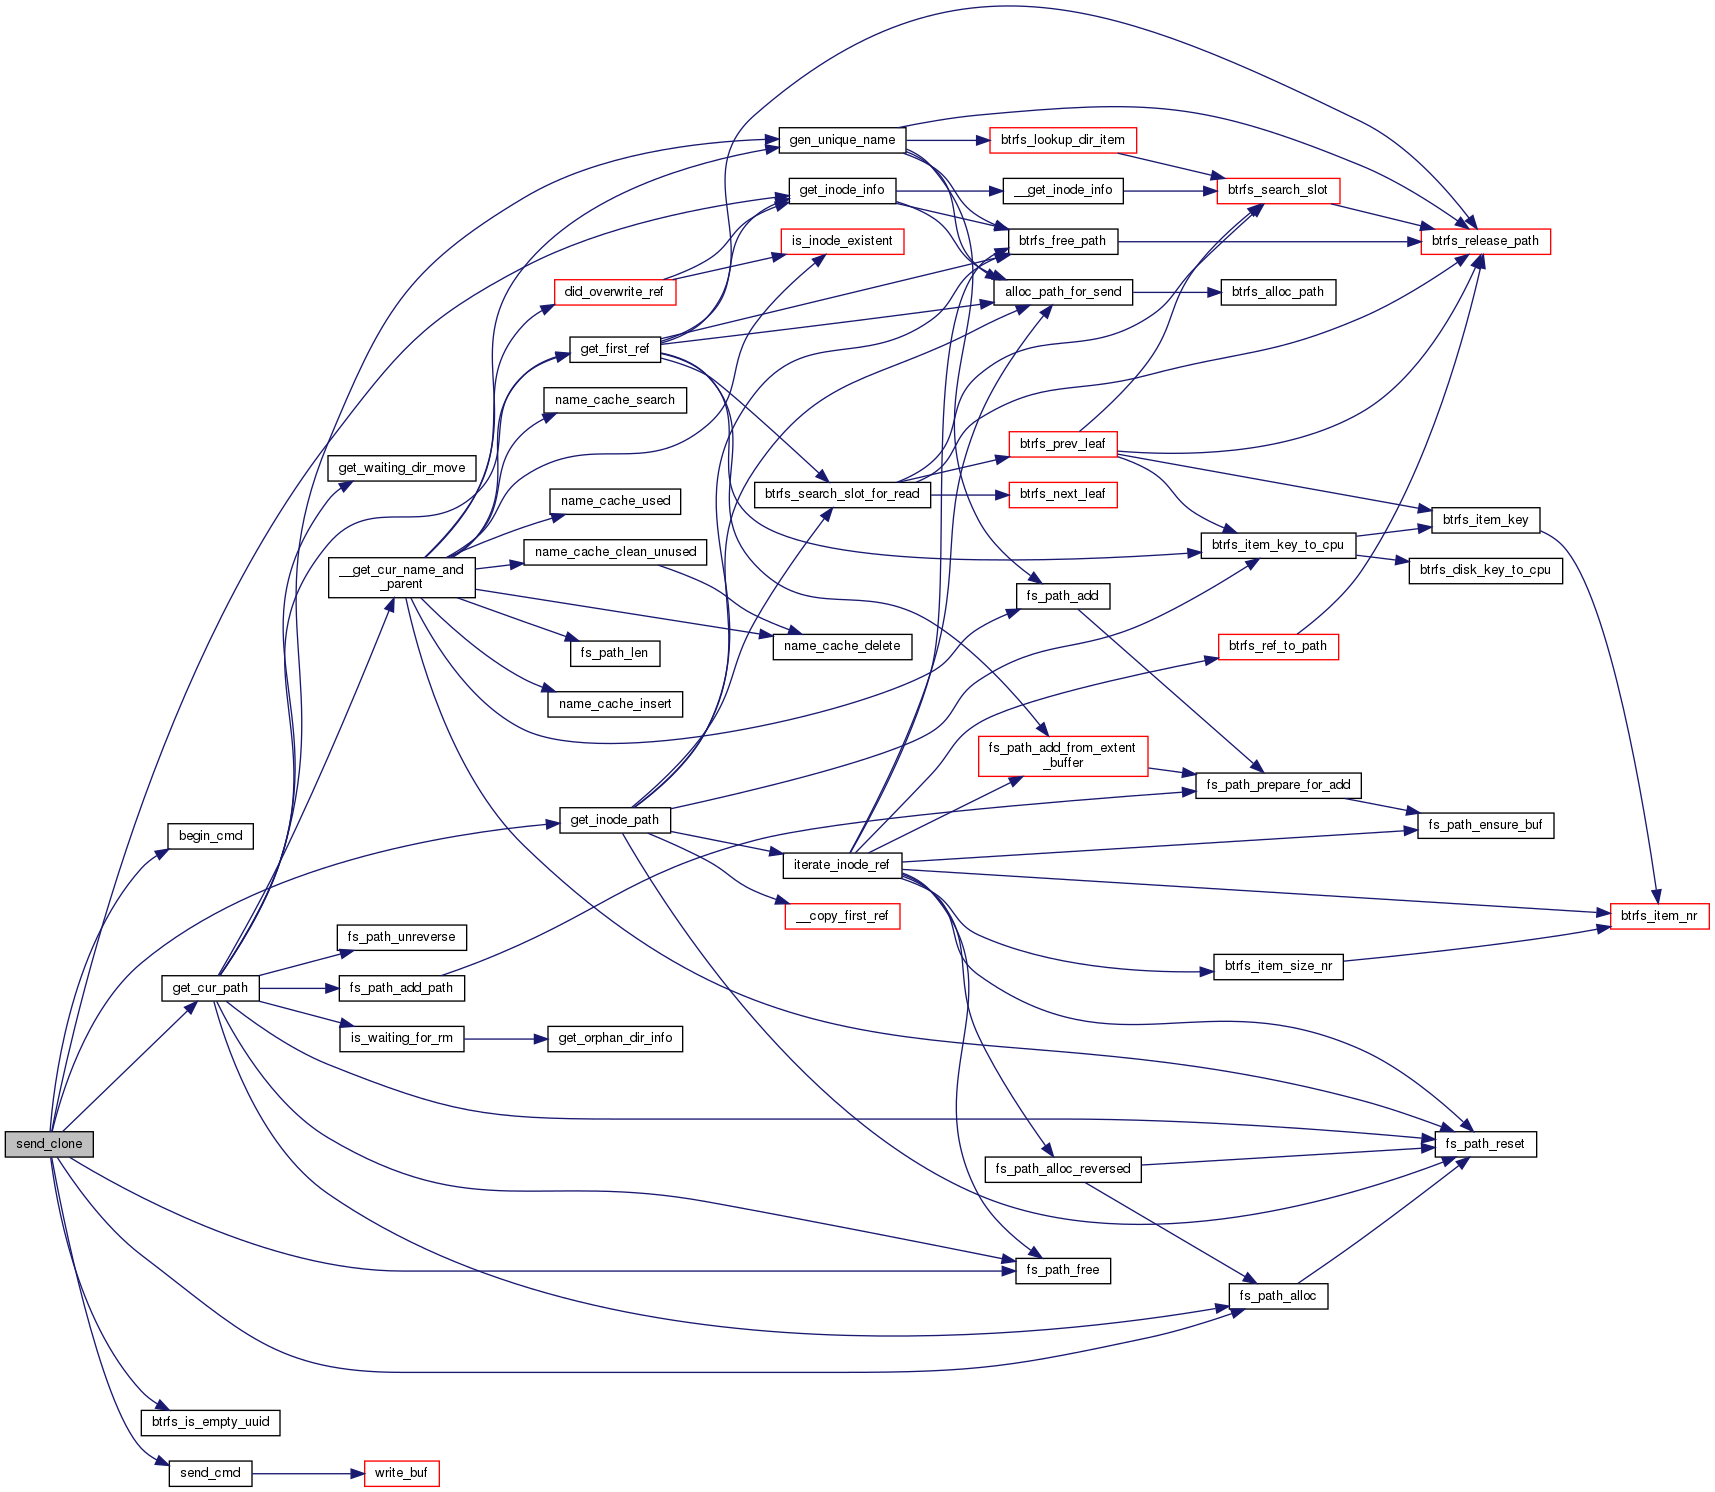 gen_unique_name
btrfs_lookup_dir_item
get_inode_info
__get_inode_info
btrfs_search_slot
is_inode_existent
btrfs_free_path
btrfs_release_path
did_overwrite_ref
alloc_path_for_send
btrfs_alloc_path
get_first_ref
name_cache_search
btrfs_prev_leaf
get_waiting_dir_move
name_cache_used
btrfs_search_slot_for_read
btrfs_next_leaf
btrfs_item_key
name_cache_clean_unused
btrfs_item_key_to_cpu
__get_cur_name_and
_parent
btrfs_disk_key_to_cpu
fs_path_add
fs_path_len
name_cache_delete
btrfs_ref_to_path
name_cache_insert
fs_path_add_from_extent
_buffer
fs_path_prepare_for_add
get_inode_path
fs_path_ensure_buf
begin_cmd
iterate_inode_ref
__copy_first_ref
btrfs_item_nr
fs_path_unreverse
btrfs_item_size_nr
get_cur_path
fs_path_add_path
is_waiting_for_rm
get_orphan_dir_info
send_clone
fs_path_reset
fs_path_alloc_reversed
fs_path_free
fs_path_alloc
btrfs_is_empty_uuid
send_cmd
write_buf